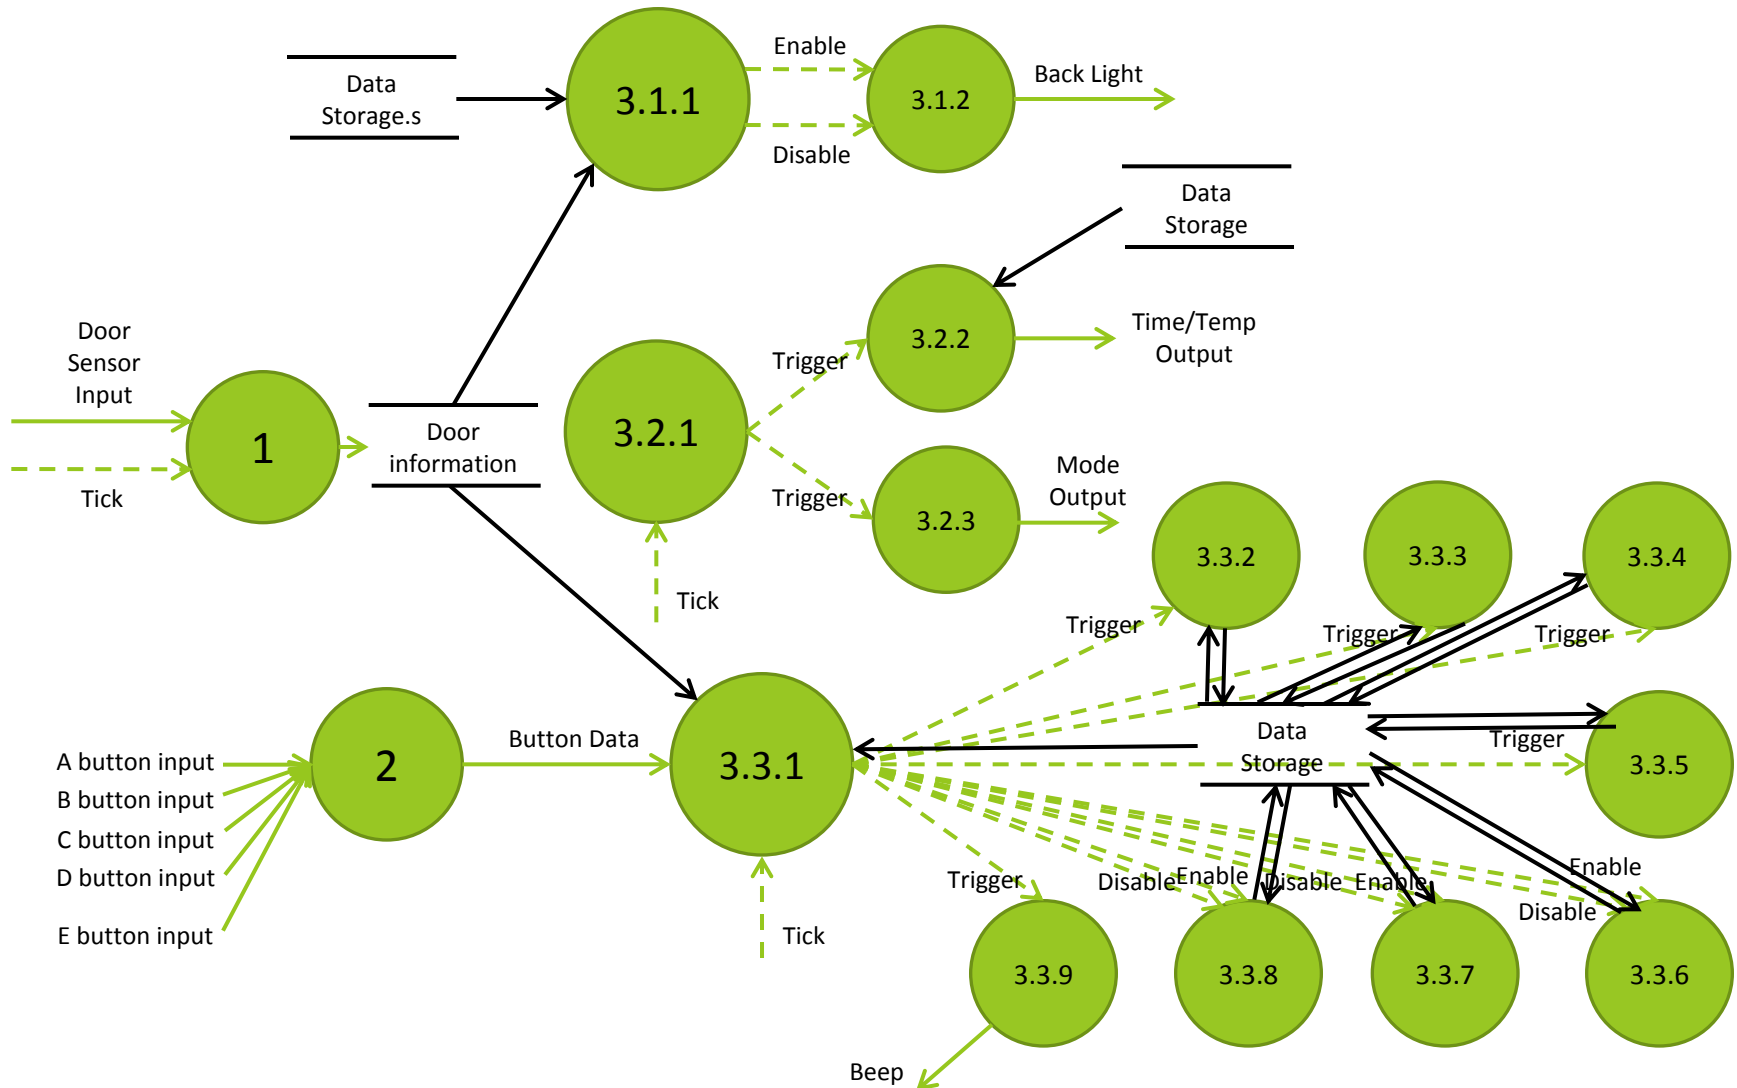 Enable
Data
Storage.s
3.1.1
3.1.2
Back Light
Disable
Data
Storage
Door
Sensor
Input
Time/Temp
Output
3.2.2
Trigger
1
Door
information
3.2.1
Tick
Trigger
3.2.3
Mode
Output
3.3.2
3.3.3
3.3.4
Tick
Trigger
Trigger
Trigger
2
Button Data
3.3.1
Data
Storage
Trigger
3.3.5
A button input
B button input
C button input
D button input
E button input
Trigger
Disable
Enable
Disable
Enable
Enable
Disable
Tick
3.3.9
3.3.8
3.3.7
3.3.6
Beep